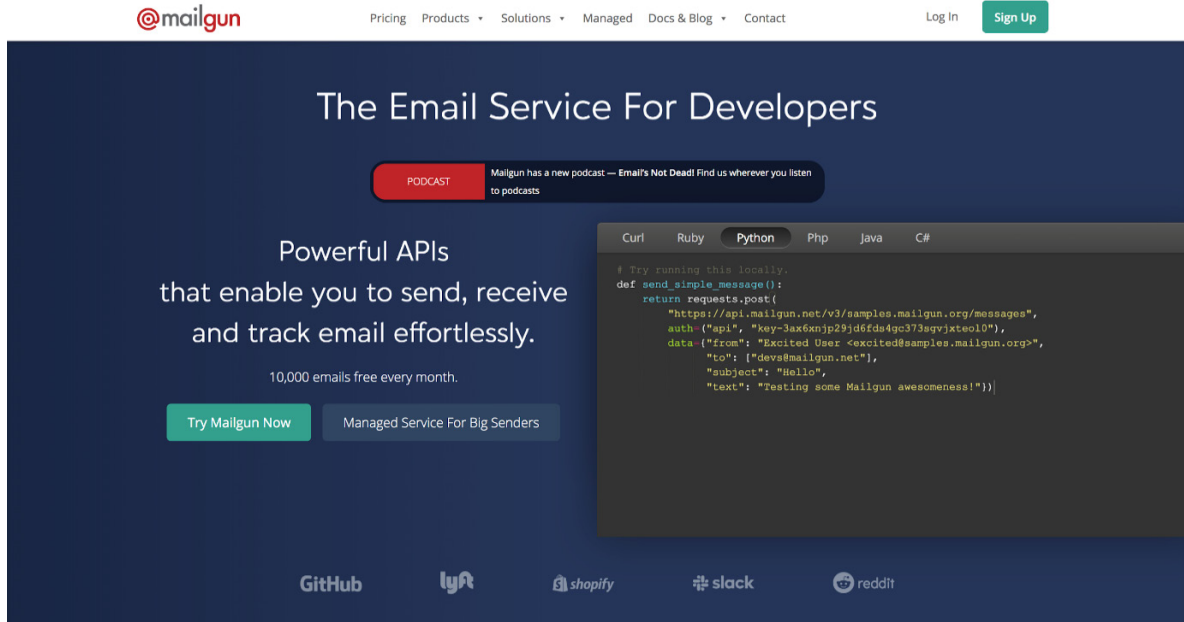 @mailgun
Pricing Products Solutions Managed Docs & Blog Contact
Log In Sign Up
The Email Service For Developers
PODCAST
Mailgun has a new podcast — Email's Not Dead! Find us wherever you listen
to podcasts
Powerful APIs
that enable you to send, receive
and track email effortlessly.
10,000 emails free every month.
Try Mailgun Now
Managed Service For Big Senders
Curl Ruby Python Php Java C#
# Try running this locally.
def send_simple_message():
return requests.post(
"https://api.mailgun.net/v3/samples.mailgun.org/messages",
auth=("api", "key-3ax6xnjp29jd6fds4gc373sgvjxteol0"),
data={"from": "Excited User <excited@samples.mailgun.org>",
"to": ["devs@mailgun.net"],
"subject": "Hello",
"text": "Testing some Mailgun awesomeness!"})
GitHub
lyft
shopify
slack
reddit